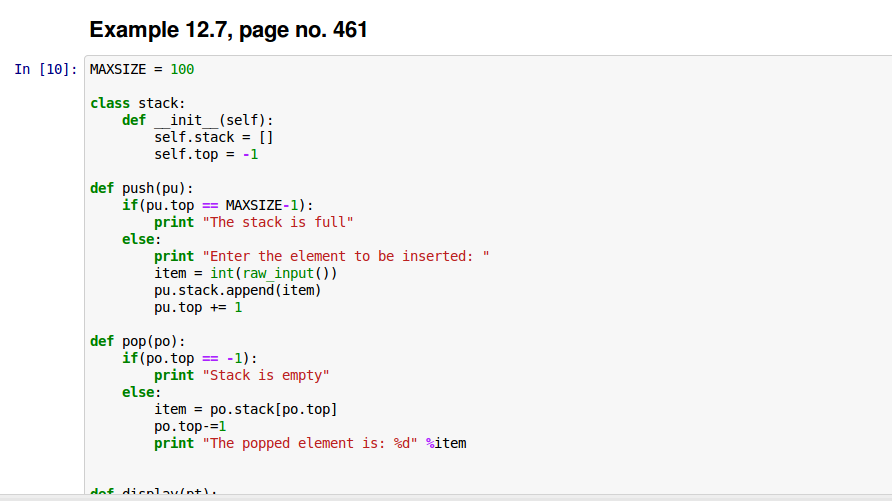 Example 12.7, page no. 461
In [10]: MAXSIZE = 100
class stack:
    def __init__(self):
        self.stack = []
        self.top = -1
def push(pu):
    if(pu.top == MAXSIZE-1):
        print "The stack is full"
    else:
        print "Enter the element to be inserted: "
        item = int(raw_input())
        pu.stack.append(item)
        pu.top += 1
def pop(po):
    if(po.top == -1):
        print "Stack is empty"
    else:
        item = po.stack[po.top]
        po.top-=1
        print "The popped element is: %d" %item
def display(pt):